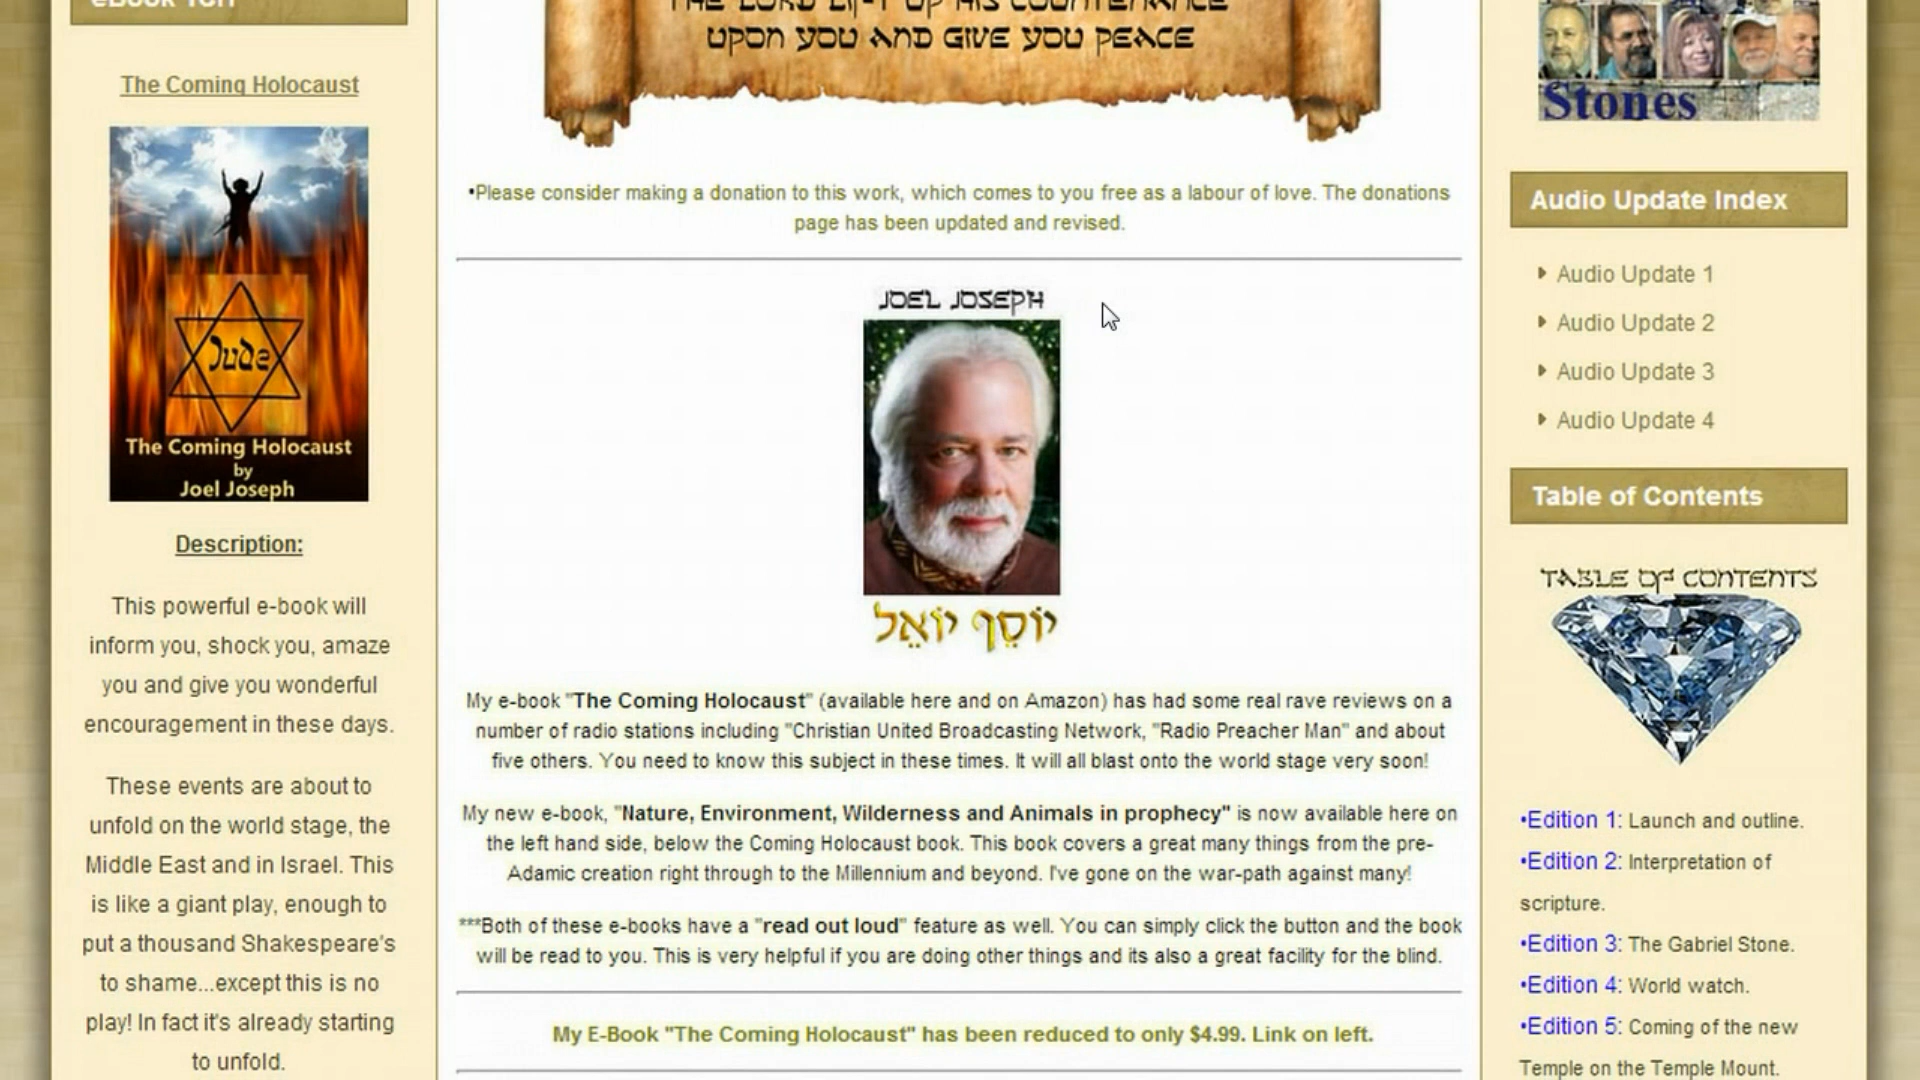 eBook TCH
The Coming Holocaust
Jude
The Coming Holocaust
by
Joel Joseph
Description:
This powerful e-book will
inform you, shock you, amaze
you and give you wonderful
encouragement in these days.
These events are about to
unfold on the world stage, the
Middle East and in Israel. This
is like a giant play, enough to
put a thousand Shakespeare's
to shame...except this is no
play! In fact it's already starting
to unfold.
THE LORD LIFT UP HIS COUNTENANCE
UPON YOU AND GIVE YOU PEACE
•Please consider making a donation to this work, which comes to you free as a labour of love. The donations
page has been updated and revised.
JOEL JOSEPH
יוֹסֵף יוֹאֵל
My e-book "The Coming Holocaust" (available here and on Amazon) has had some real rave reviews on a
number of radio stations including "Christian United Broadcasting Network, "Radio Preacher Man" and about
five others. You need to know this subject in these times. It will all blast onto the world stage very soon!
My new e-book, "Nature, Environment, Wilderness and Animals in prophecy" is now available here on
the left hand side, below the Coming Holocaust book. This book covers a great many things from the pre-
Adamic creation right through to the Millennium and beyond. I've gone on the war-path against many!
***Both of these e-books have a "read out loud" feature as well. You can simply click the button and the book
will be read to you. This is very helpful if you are doing other things and its also a great facility for the blind.
My E-Book "The Coming Holocaust" has been reduced to only $4.99. Link on left.
Stones
Audio Update Index
Audio Update 1
Audio Update 2
Audio Update 3
Audio Update 4
Table of Contents
TABLE OF CONTENTS
•Edition 1: Launch and outline.
•Edition 2: Interpretation of
scripture.
•Edition 3: The Gabriel Stone.
•Edition 4: World watch.
•Edition 5: Coming of the new
Temple on the Temple Mount.